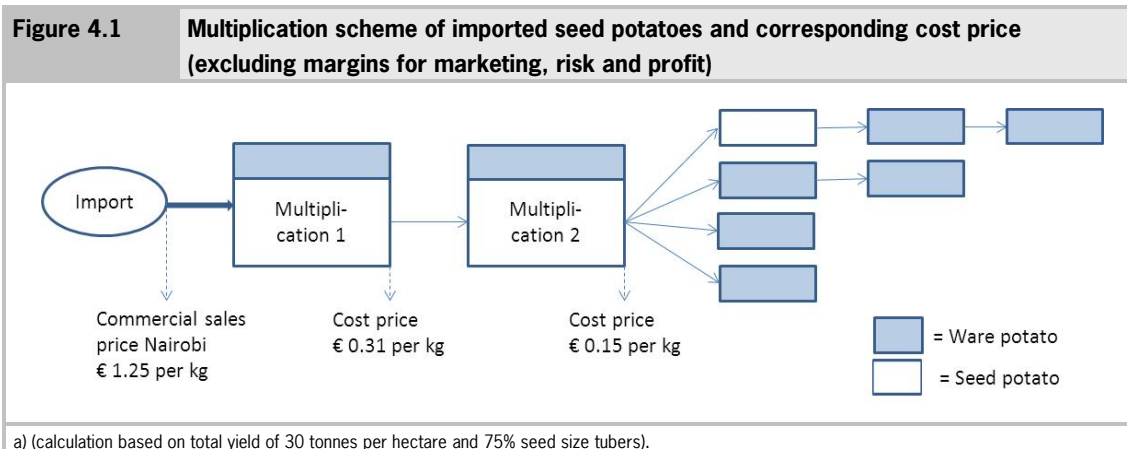 Figure 4.1
Multiplication scheme of imported seed potatoes and corresponding cost price
(excluding margins for marketing, risk and profit)
Import
Multipli-
cation 1
Multipli-
cation 2
Commercial sales
price Nairobi
€ 1.25 per kg
Cost price
€ 0.31 per kg
Cost price
€ 0.15 per kg
= Ware potato
= Seed potato
a) (calculation based on total yield of 30 tonnes per hectare and 75% seed size tubers).